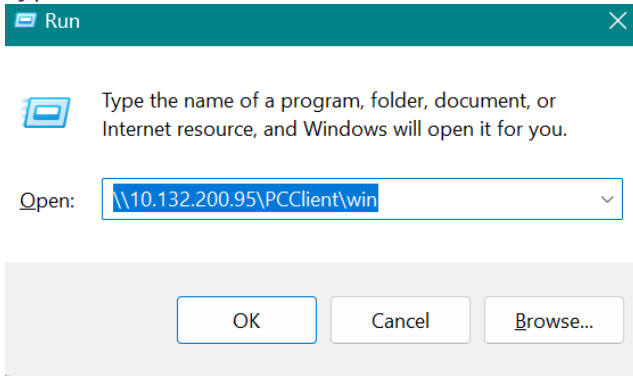 Run
Type the name of a program, folder, document, or
Internet resource, and Windows will open it for you.
Open: \\10.132.200.95\PCClient\win
OK Cancel Browse...